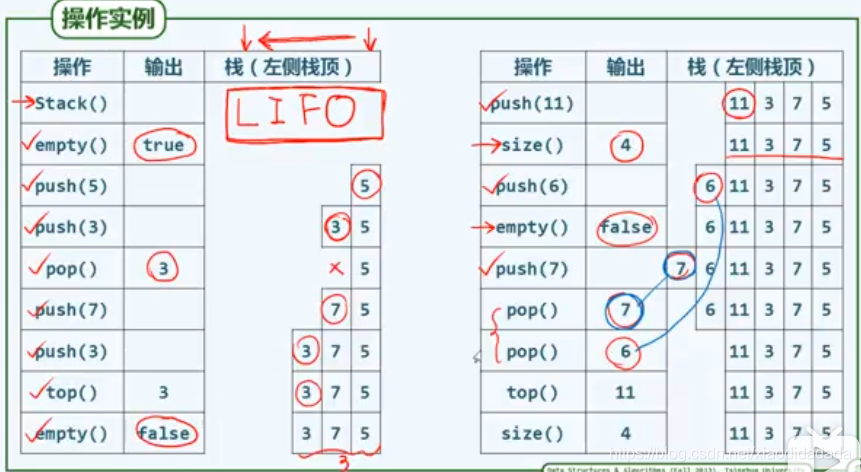 操作实例
操作 输出 栈（左侧栈顶）
Stack() LIFO
empty() true
push(5) 5
push(3) 3 5
pop() 3 × 5
push(7) 7 5
push(3) 3 7 5
top() 3 3 7 5
empty() false 3 7 5
3
操作 输出 栈（左侧栈顶）
push(11) 11 3 7 5
size() 4 11 3 7 5
push(6) 6 11 3 7 5
empty() false 6 11 3 7 5
push(7) 7 6 11 3 7 5
pop() 7 6 11 3 7 5
pop() 6 11 3 7 5
top() 11 11 3 7 5
size() 4 11 3 7 5
https://blog.csdn.net/xiaohidadada
Data Structures & Algorithms (Fall 2013), Tsinghua University